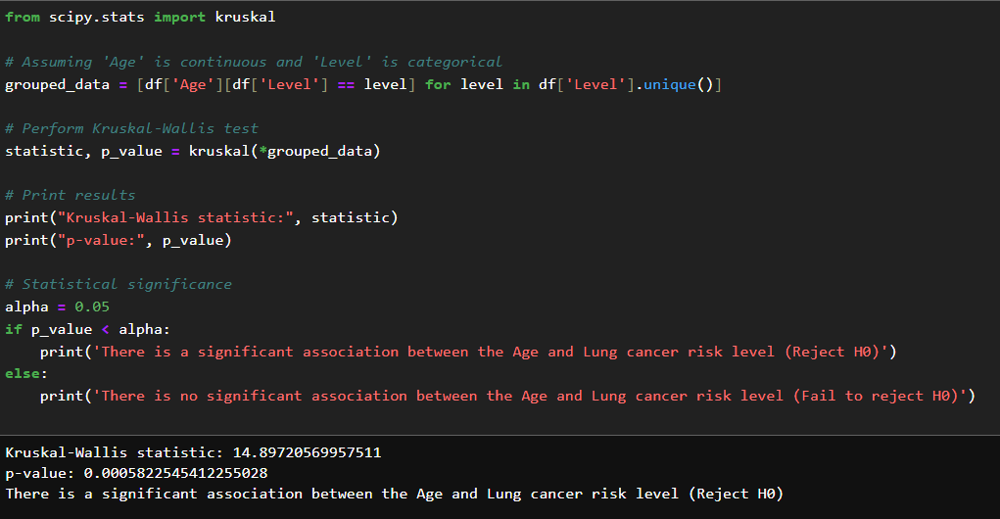 from scipy.stats import kruskal
# Assuming 'Age' is continuous and 'Level' is categorical
grouped_data = [df['Age'][df['Level'] == level] for level in df['Level'].unique()]
# Perform Kruskal-Wallis test
statistic, p_value = kruskal(*grouped_data)
# Print results
print("Kruskal-Wallis statistic:", statistic)
print("p-value:", p_value)
# Statistical significance
alpha = 0.05
if p_value < alpha:
    print('There is a significant association between the Age and Lung cancer risk level (Reject H0)')
else:
    print('There is no significant association between the Age and Lung cancer risk level (Fail to reject H0)')
Kruskal-Wallis statistic: 14.89720569957511
p-value: 0.0005822545412255028
There is a significant association between the Age and Lung cancer risk level (Reject H0)